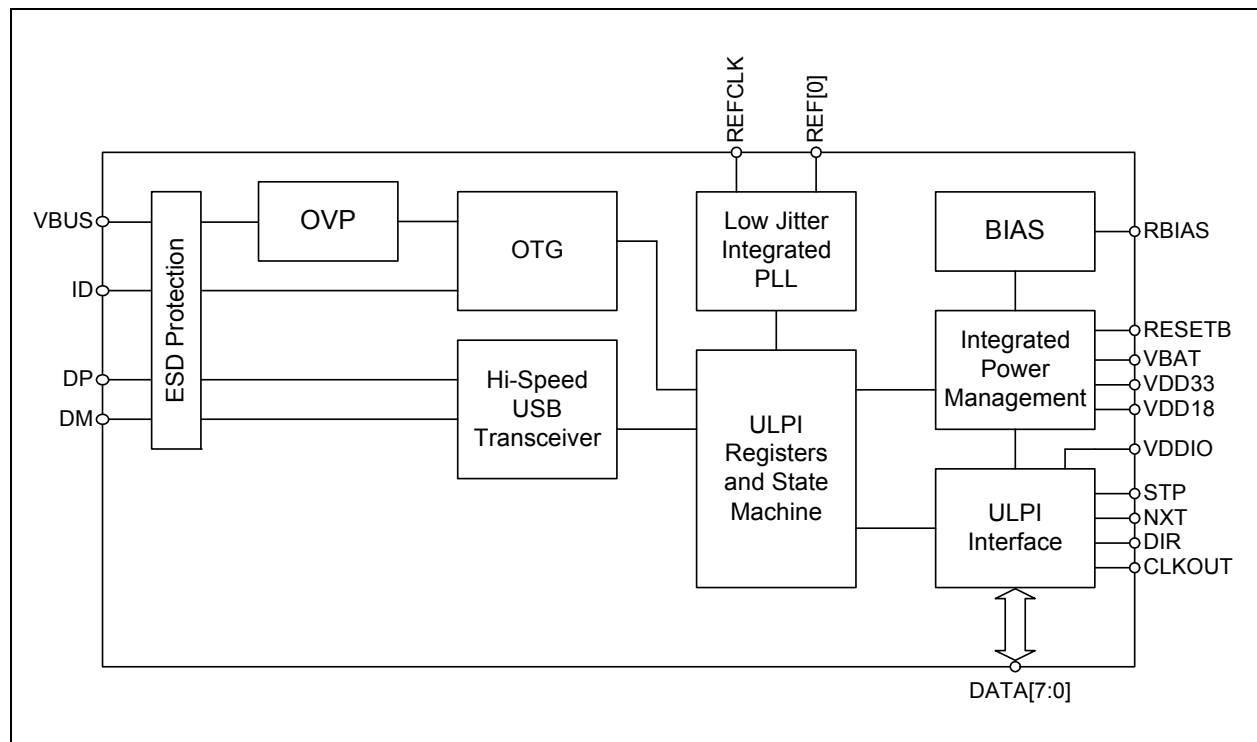 REFCLK
REF[0]
VBUS
ID
DP
DM
ESD Protection
OVP
OTG
Hi-Speed
USB
Transceiver
Low Jitter
Integrated
PLL
ULPI
Registers
and State
Machine
BIAS
Integrated
Power
Management
ULPI
Interface
RBIAS
RESETB
VBAT
VDD33
VDD18
VDDIO
STP
NXT
DIR
CLKOUT
DATA[7:0]